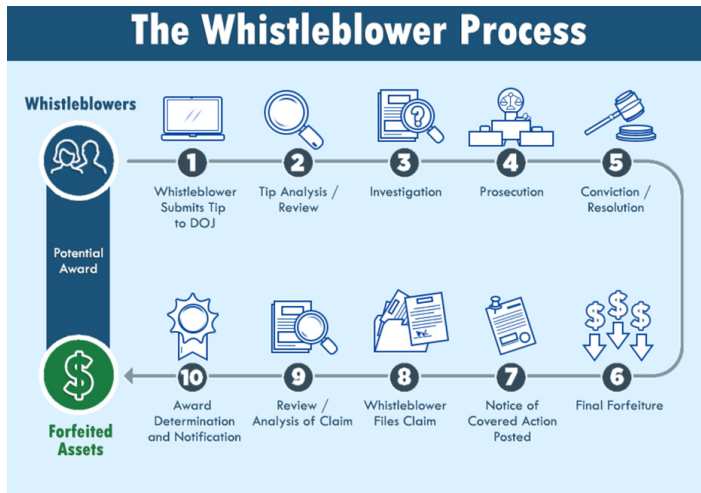 The Whistleblower Process
Whistleblowers
1
Whistleblower
Submits Tip
to DOJ
2
Tip Analysis /
Review
3
Investigation
4
Prosecution
5
Conviction /
Resolution
Potential
Award
?
$
$
$
6
Final Forfeiture
7
Notice of
Covered Action
Posted
8
Whistleblower
Files Claim
9
Review /
Analysis of Claim
10
Award
Determination
and Notification
$
Forfeited
Assets